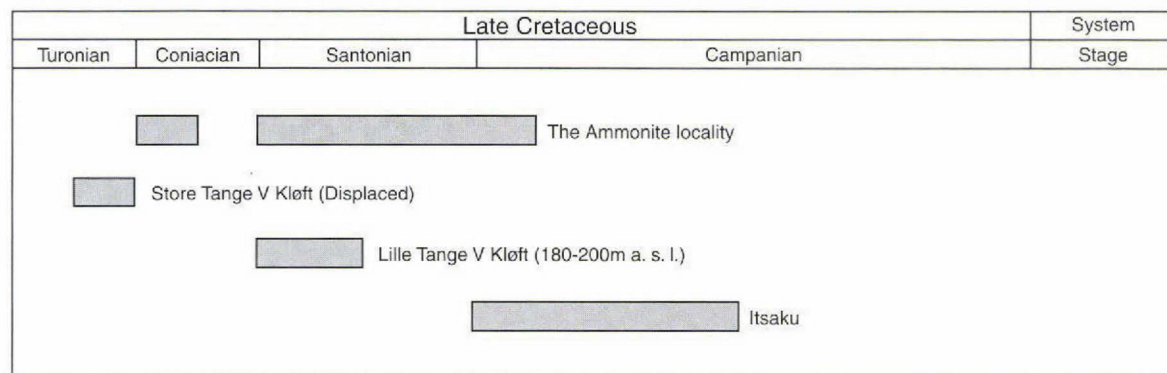 Late Cretaceous System
Turonian Coniacian Santonian Campanian Stage
The Ammonite locality
Store Tange V Kløft (Displaced)
Lille Tange V Kløft (180-200m a. s. l.)
Itsaku